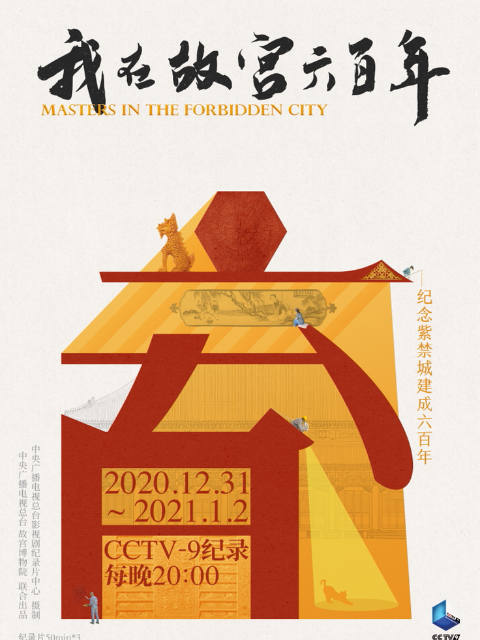 我在故宫六百年
MASTERS IN THE FORBIDDEN CITY
纪念紫禁城建成六百年
2020.12.31
~ 2021.1.2
CCTV-9纪录
每晚20:00
中央广播电视总台影视剧纪录片中心 摄制
中央广播电视总台 故宫博物院 联合出品
纪录片50min*3